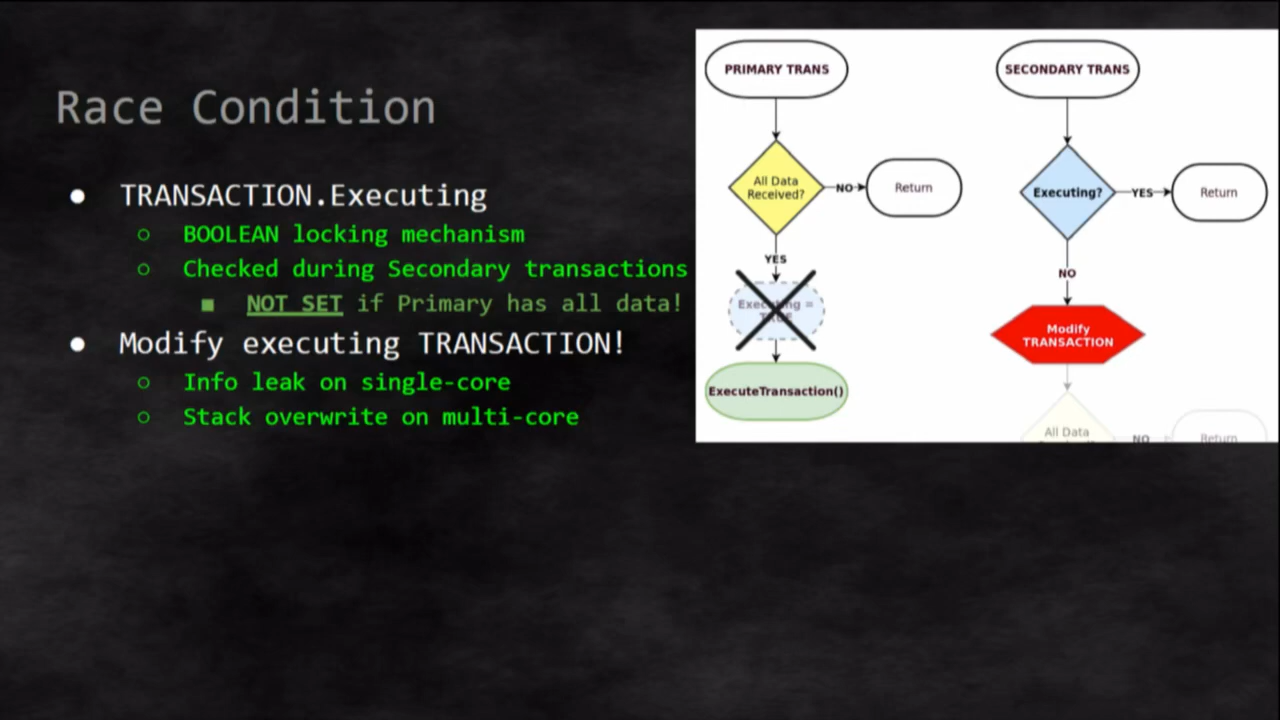 Race Condition
TRANSACTION.Executing
BOOLEAN locking mechanism
Checked during Secondary transactions
NOT SET if Primary has all data!
Modify executing TRANSACTION!
Info leak on single-core
Stack overwrite on multi-core
PRIMARY TRANS
All Data
Received?
NO
Return
YES
Executing =
TRUE
ExecuteTransaction()
SECONDARY TRANS
Executing?
YES
Return
NO
Modify
TRANSACTION
All Data
NO
Return